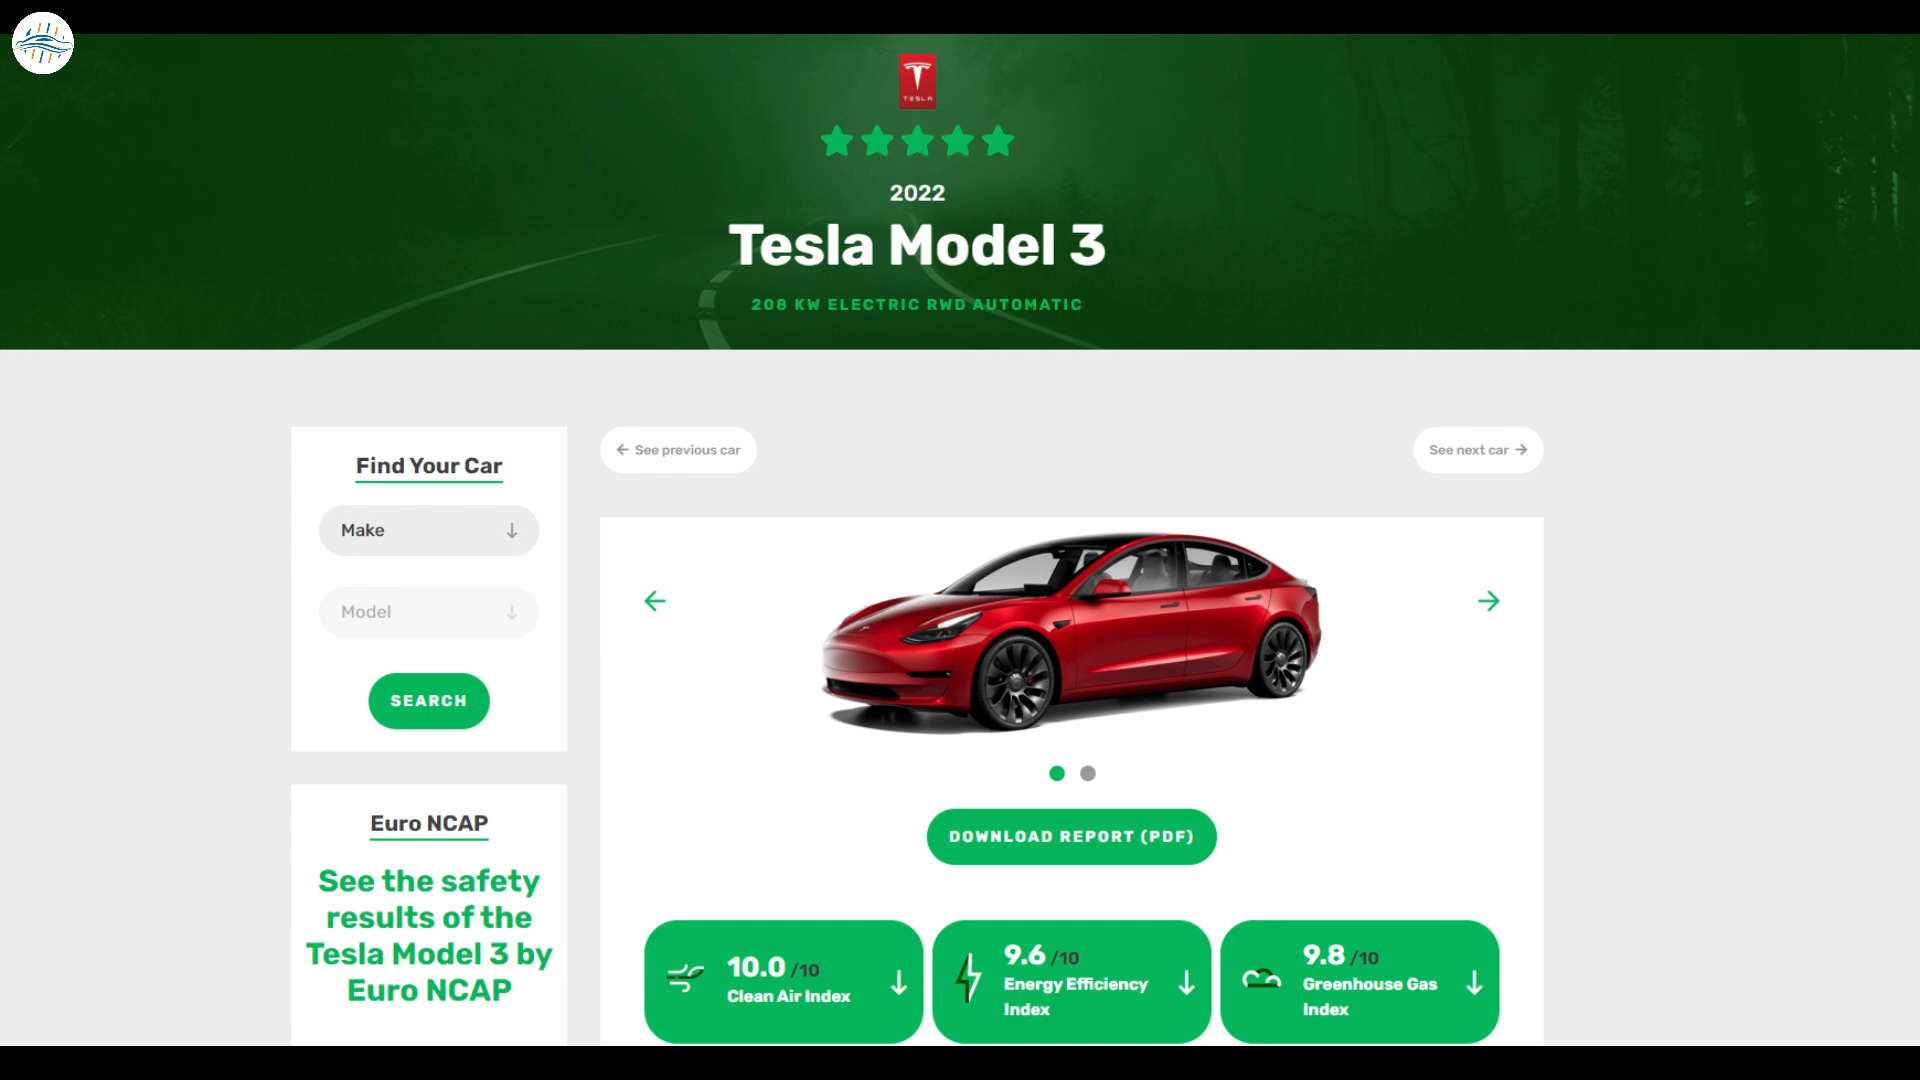 TESLA
2022
Tesla Model 3
208 KW ELECTRIC RWD AUTOMATIC
Find Your Car
Make
Model
SEARCH
Euro NCAP
See the safety
results of the
Tesla Model 3 by
Euro NCAP
See previous car
See next car
DOWNLOAD REPORT (PDF)
10.0 /10
Clean Air Index
9.6 /10
Energy Efficiency
Index
9.8 /10
Greenhouse Gas
Index